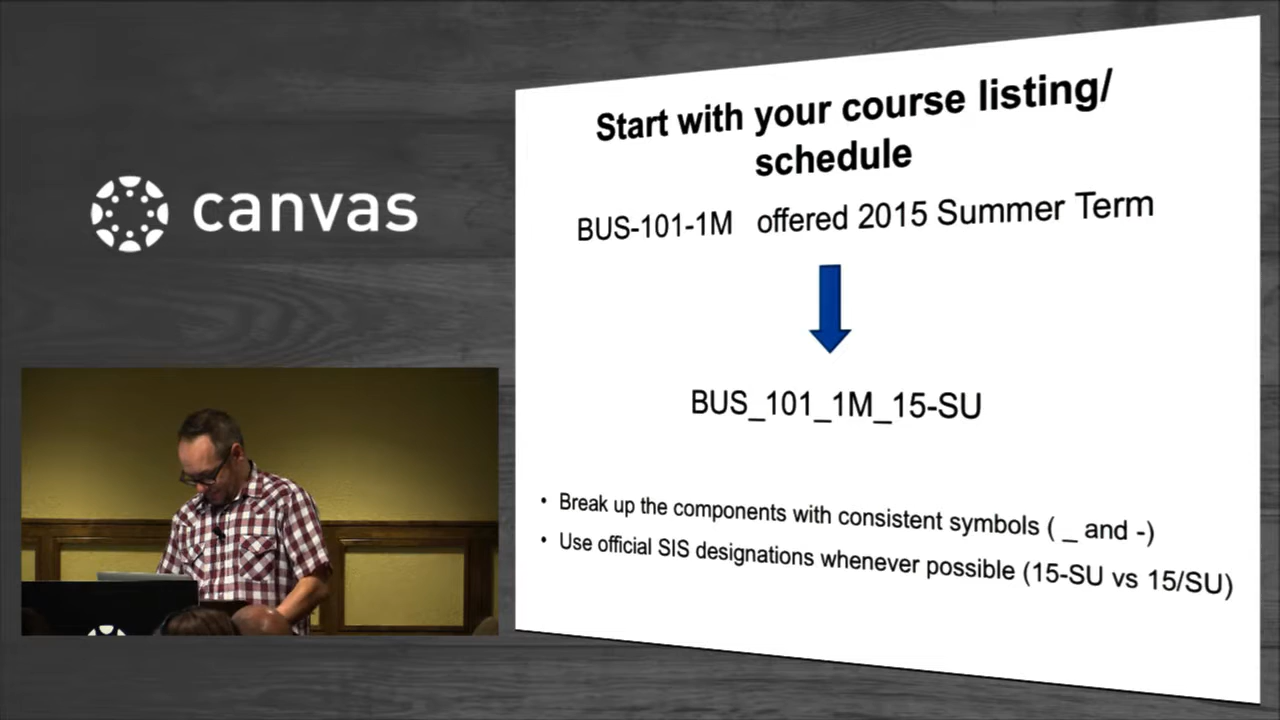 canvas
Start with your course listing/
schedule
BUS-101-1M offered 2015 Summer Term
BUS_101_1M_15-SU
• Break up the components with consistent symbols ( _ and -)
• Use official SIS designations whenever possible (15-SU vs 15/SU)